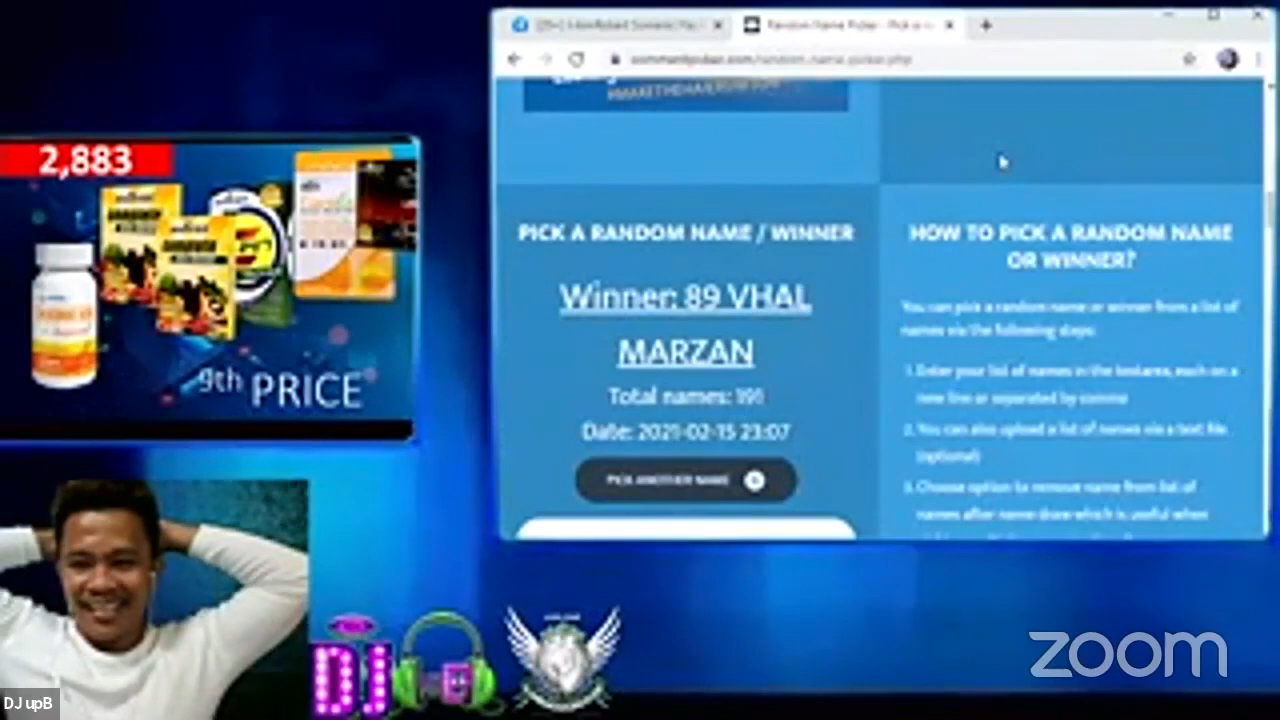 Random Name Picker - Pick a
2,883
9th PRICE
PICK A RANDOM NAME / WINNER
Winner: 89 VHAL
MARZAN
Total names: 191
Date: 2021-02-15 23:07
PICK ANOTHER NAME
HOW TO PICK A RANDOM NAME
OR WINNER?
You can pick a random name or winner from a list of
names via the following steps:
1. Enter your list of names in the textarea, each on a
new line or separated by comma
2. You can also upload a list of names via a text file.
(optional)
3. Choose option to remove name from list of
names after name draw which is useful when
DJ
DJ upB
zoom